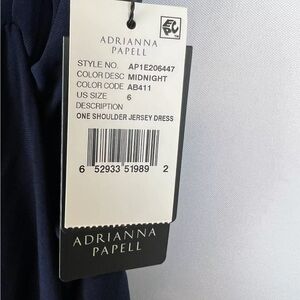 ADRIANNA
PAPELL
STYLE NO. AP1E206447
COLOR DESC MIDNIGHT
COLOR CODE AB411
US SIZE 6
DESCRIPTION
ONE SHOULDER JERSEY DRESS
6 52933 51989 2
ADRIANNA
PAPELL